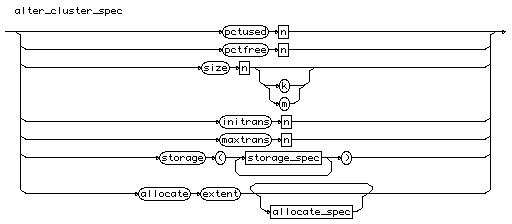 alter_cluster_spec
pctused n
pctfree n
size n
k
m
initrans n
maxtrans n
storage ( storage_spec )
allocate extent
allocate_spec